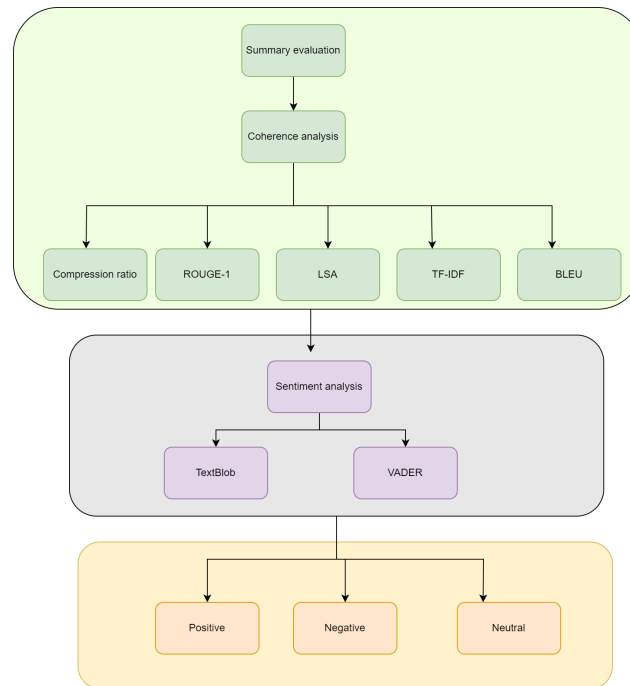 Summary evaluation
Coherence analysis
Compression ratio
ROUGE-1
LSA
TF-IDF
BLEU
Sentiment analysis
TextBlob
VADER
Positive
Negative
Neutral